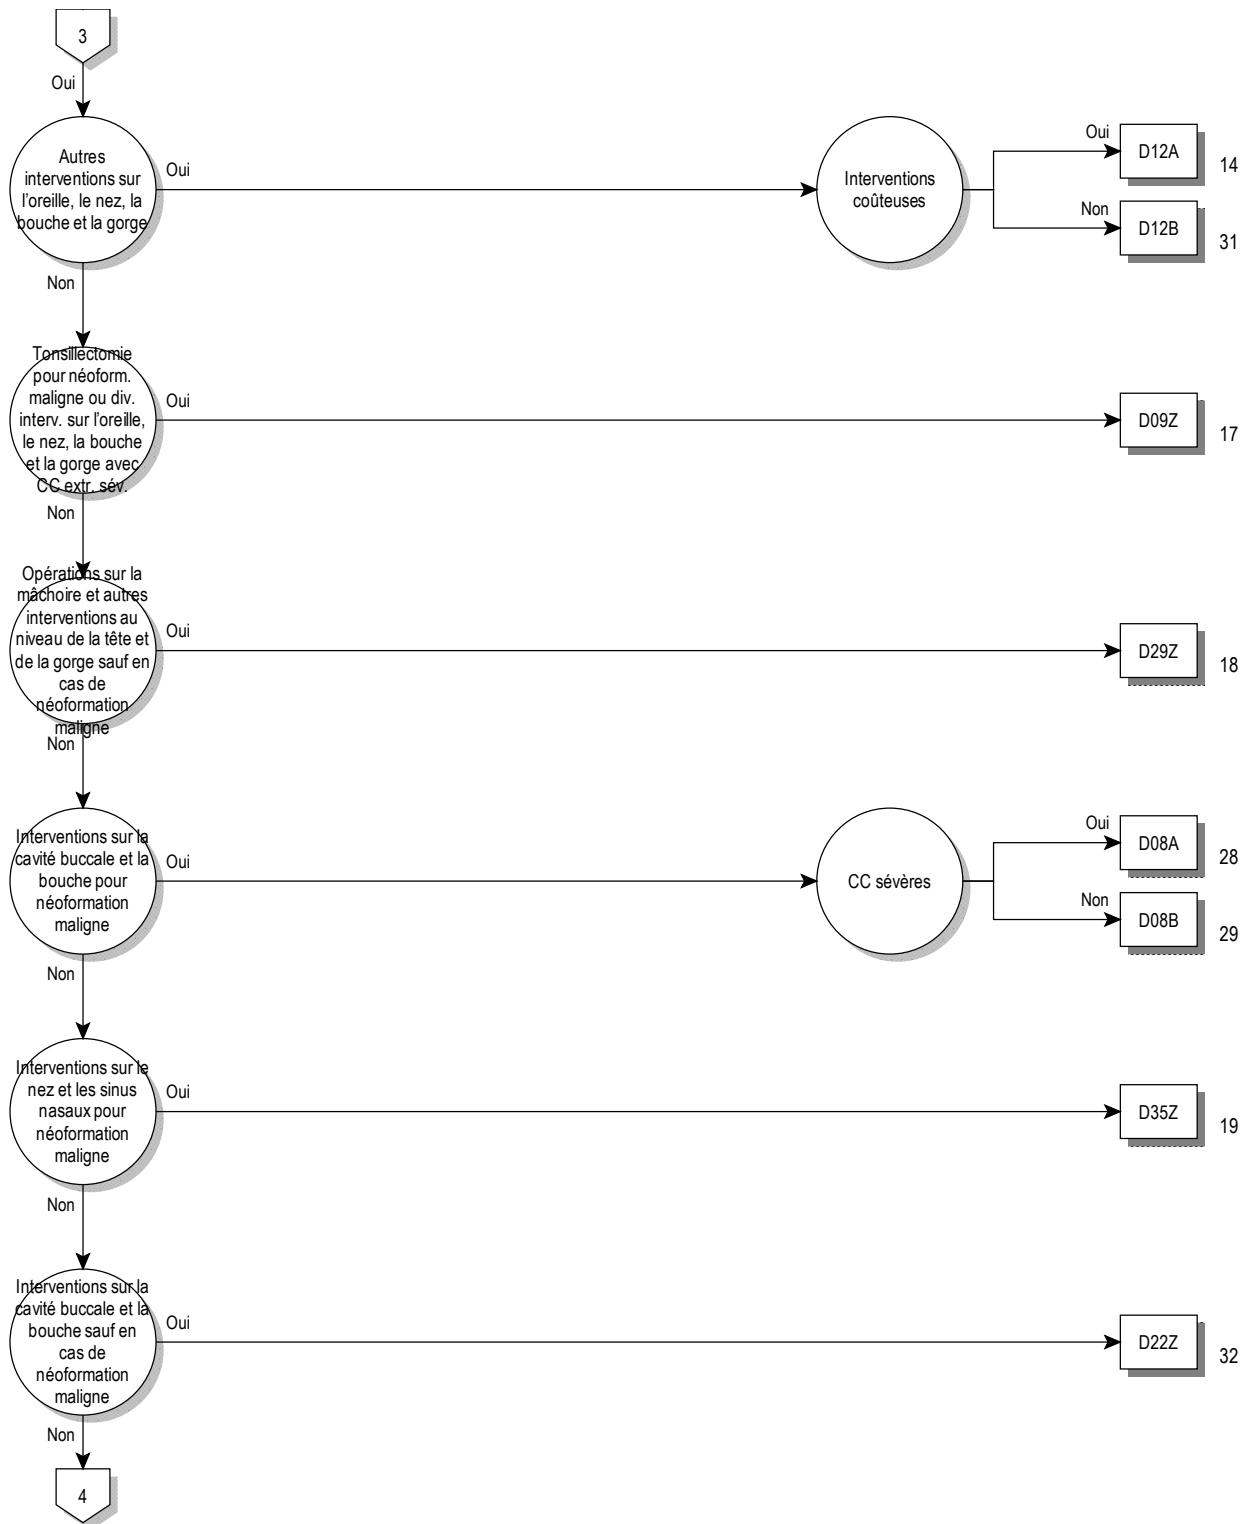 3
Oui
Autres
interventions sur
l'oreille, le nez, la
bouche et la gorge
Oui
Interventions
coûteuses
Oui
D12A
14
Non
D12B
31
Non
Tonsillectomie
pour néoform.
maligne ou div.
interv. sur l'oreille,
le nez, la bouche
et la gorge avec
CC extr. sév.
Oui
D09Z
17
Non
Opérations sur la
mâchoire et autres
interventions au
niveau de la tête et
de la gorge sauf en
cas de
néoformation
maligne
Oui
D29Z
18
Non
Interventions sur la
cavité buccale et la
bouche pour
néoformation
maligne
Oui
CC sévères
Oui
D08A
28
Non
D08B
29
Non
Interventions sur le
nez et les sinus
nasaux pour
néoformation
maligne
Oui
D35Z
19
Non
Interventions sur la
cavité buccale et la
bouche sauf en
cas de
néoformation
maligne
Oui
D22Z
32
Non
4